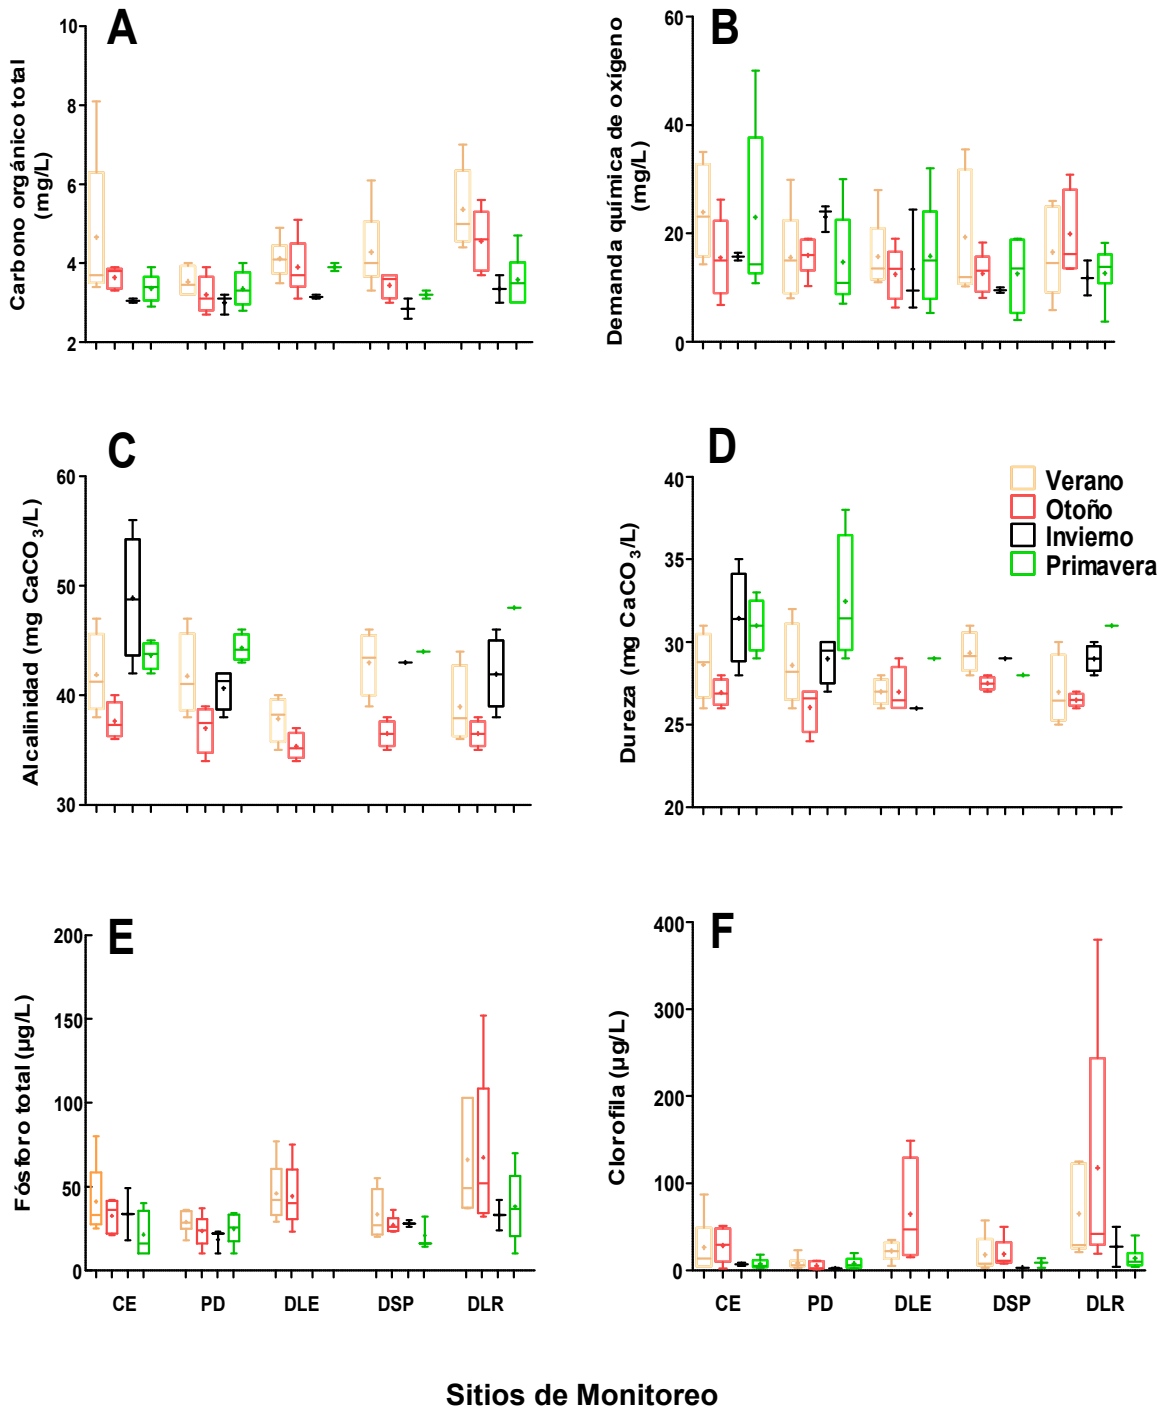 A
Carbono orgánico total
(mg/L)
10
8
6
4
2
B
Demanda química de oxígeno
(mg/L)
60
40
20
0
C
Alcalinidad (mg CaCO3/L)
60
50
40
30
D
Dureza (mg CaCO3/L)
40
35
30
25
20
Verano
Otoño
Invierno
Primavera
E
Fósforo total (µg/L)
200
150
100
50
0
CE PD DLE DSP DLR
F
Clorofila (µg/L)
400
300
200
100
0
CE PD DLE DSP DLR
Sitios de Monitoreo